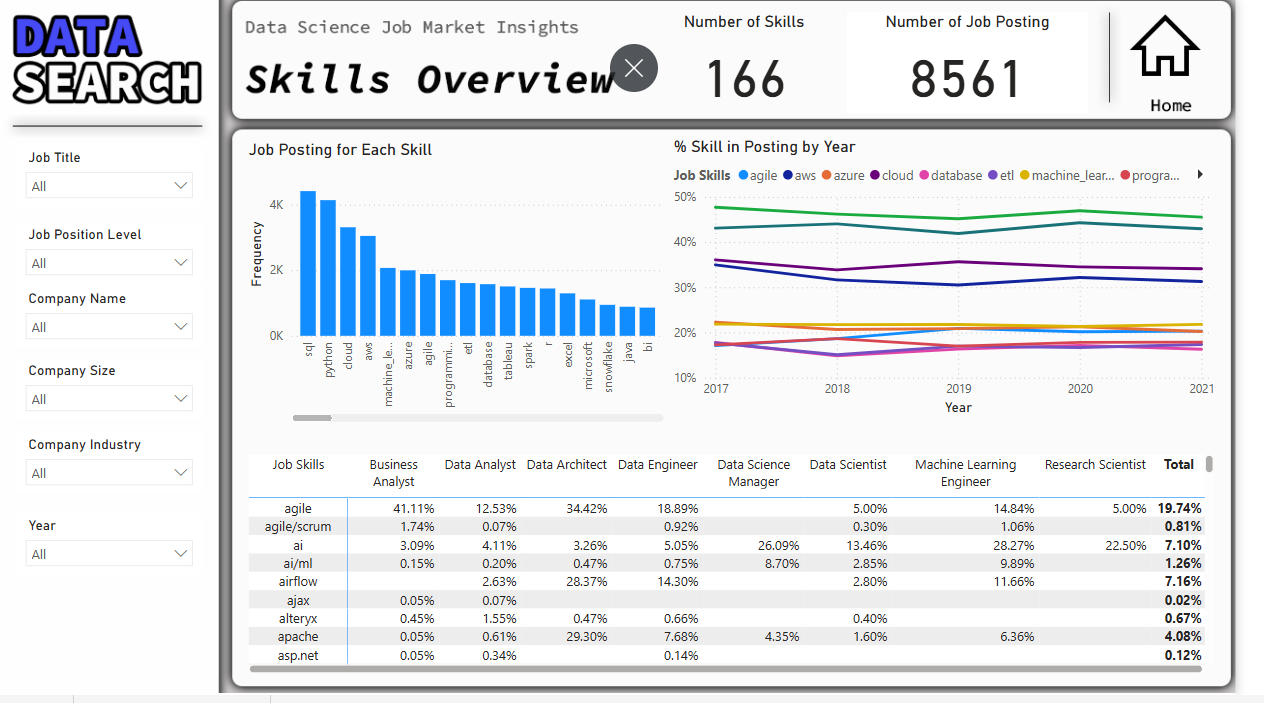 DATA
SEARCH
Data Science Job Market Insights
Skills Overview
Number of Skills
166
Number of Job Posting
8561
Home
Job Title
All
Job Position Level
All
Company Name
All
Company Size
All
Company Industry
All
Year
All
Job Posting for Each Skill
Frequency
4K
2K
0K
sql
python
cloud
aws
machine_le...
azure
agile
programmi...
etl
database
tableau
spark
r
excel
microsoft
snowflake
java
bi
% Skill in Posting by Year
Job Skills agile aws azure cloud database etl machine_lear... progra...
50%
40%
30%
20%
10%
2017 2018 2019 2020 2021
Year
Job Skills Business Analyst Data Analyst Data Architect Data Engineer Data Science Manager Data Scientist Machine Learning Engineer Research Scientist Total
agile 41.11% 12.53% 34.42% 18.89% 5.00% 14.84% 5.00% 19.74%
agile/scrum 1.74% 0.07% 0.92% 0.30% 1.06% 0.81%
ai 3.09% 4.11% 3.26% 5.05% 26.09% 13.46% 28.27% 22.50% 7.10%
ai/ml 0.15% 0.20% 0.47% 0.75% 8.70% 2.85% 9.89% 1.26%
airflow 2.63% 28.37% 14.30% 2.80% 11.66% 7.16%
ajax 0.05% 0.07% 0.02%
alteryx 0.45% 1.55% 0.47% 0.66% 0.40% 0.67%
apache 0.05% 0.61% 29.30% 7.68% 4.35% 1.60% 6.36% 4.08%
asp.net 0.05% 0.34% 0.14% 0.12%